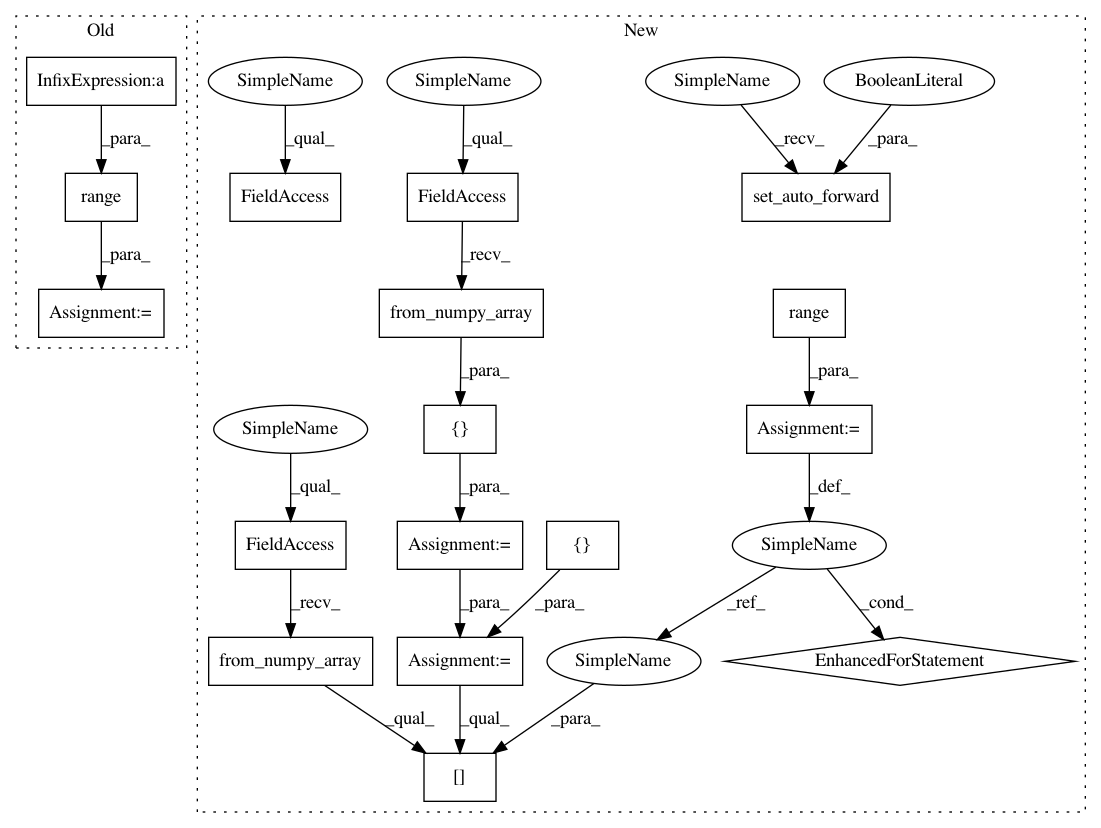 Old
New
InfixExpression:a
SimpleName
SimpleName
SimpleName
BooleanLiteral
_para_
_qual_
_qual_
_recv_
_para_
range
FieldAccess
FieldAccess
set_auto_forward
_para_
_recv_
Assignment:=
from_numpy_array
range
_para_
_para_
SimpleName
{}
Assignment:=
_qual_
_para_
_def_
FieldAccess
Assignment:=
{}
SimpleName
_recv_
_para_
_para_
_ref_
_cond_
from_numpy_array
Assignment:=
SimpleName
EnhancedForStatement
_qual_
_qual_
_para_
[]